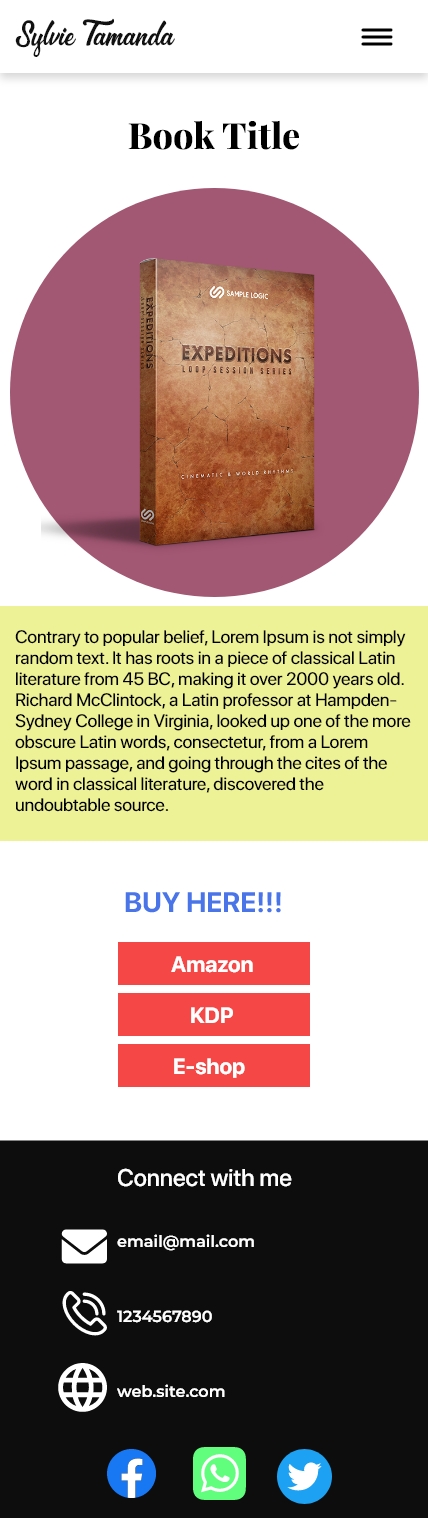 Sylvie Tamanda
Book Title
SAMPLE LOGIC
EXPEDITIONS
EXPEDITIONS
LOOP SESSION SERIES
CINEMATIC & WORLD RHYTHMS
Contrary to popular belief, Lorem Ipsum is not simply
random text. It has roots in a piece of classical Latin
literature from 45 BC, making it over 2000 years old.
Richard McClintock, a Latin professor at Hampden-
Sydney College in Virginia, looked up one of the more
obscure Latin words, consectetur, from a Lorem
Ipsum passage, and going through the cites of the
word in classical literature, discovered the
undoubtable source.
BUY HERE!!!
Amazon
KDP
E-shop
Connect with me
email@mail.com
1234567890
web.site.com